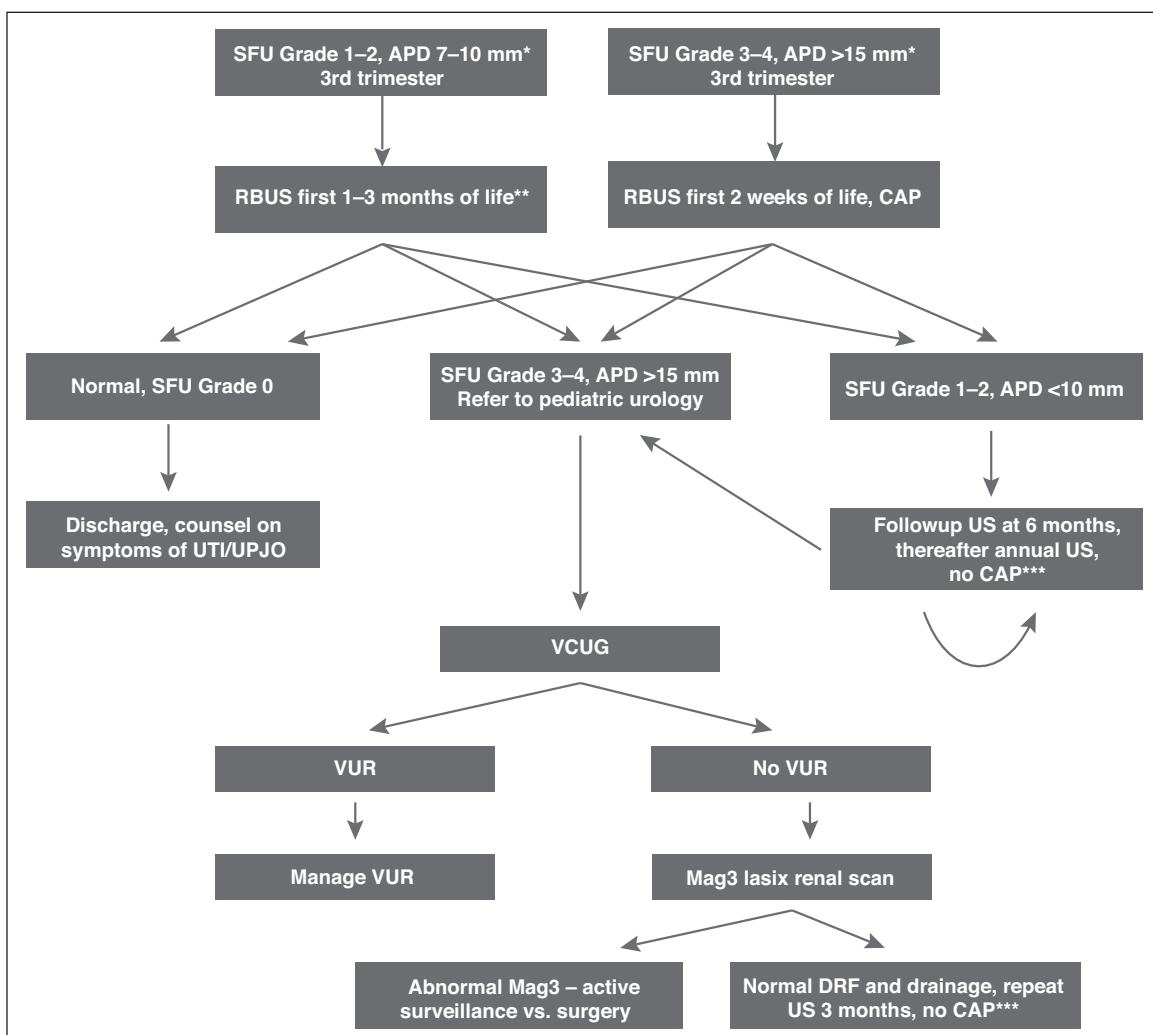 SFU Grade 1–2, APD 7–10 mm*
3rd trimester
SFU Grade 3–4, APD >15 mm*
3rd trimester
RBUS first 1–3 months of life**
RBUS first 2 weeks of life, CAP
Normal, SFU Grade 0
SFU Grade 3–4, APD >15 mm
Refer to pediatric urology
SFU Grade 1–2, APD <10 mm
Discharge, counsel on
symptoms of UTI/UPJO
Followup US at 6 months,
thereafter annual US,
no CAP***
VCUG
VUR
No VUR
Manage VUR
Mag3 lasix renal scan
Abnormal Mag3 – active
surveillance vs. surgery
Normal DRF and drainage, repeat
US 3 months, no CAP***